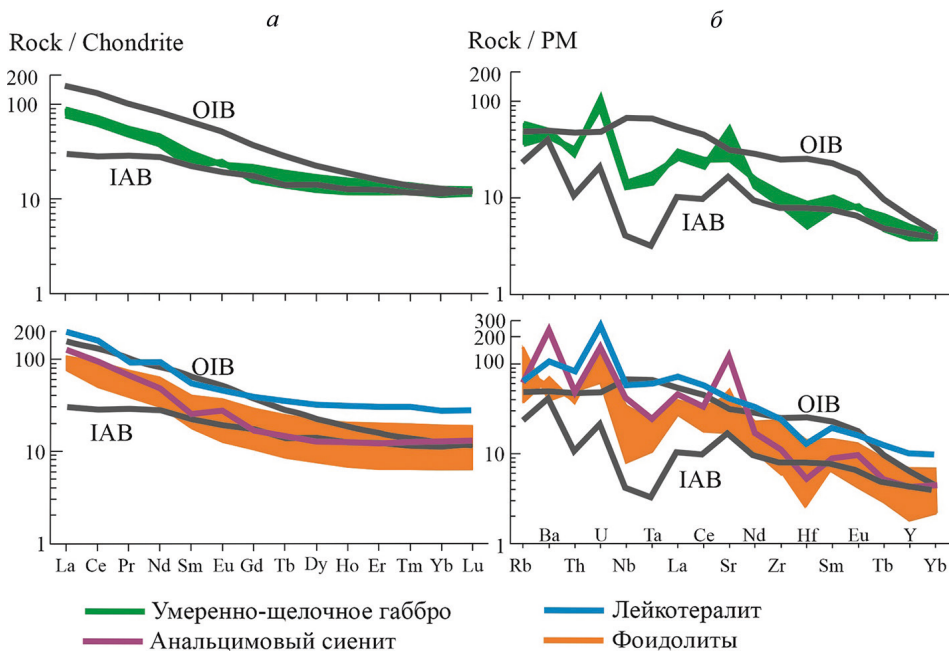 а
б
Rock / Chondrite
Rock / PM
200
100
10
1
OIB
IAB
100
10
1
OIB
IAB
200
100
10
1
OIB
IAB
300
100
10
1
OIB
IAB
La Ce Pr Nd Sm Eu Gd Tb Dy Ho Er Tm Yb Lu
Ba U Ta Ce Nd Hf Eu Y
Rb Th Nb La Sr Zr Sm Tb Yb
Умеренно-щелочное габбро
Лейкотералит
Анальцимовый сиенит
Фоидолиты